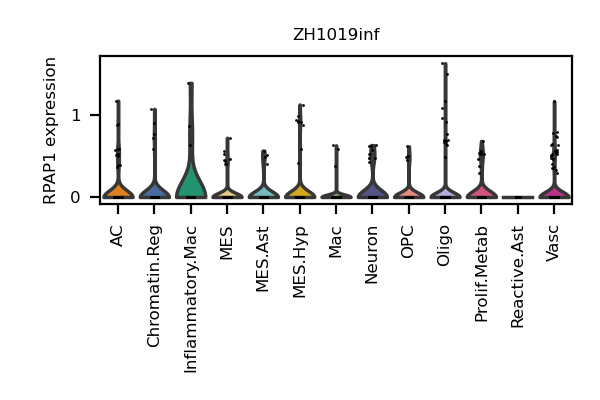 ZH1019inf
RPAP1 expression
1
0
AC
Chromatin.Reg
Inflammatory.Mac
MES
MES.Ast
MES.Hyp
Mac
Neuron
OPC
Oligo
Prolif.Metab
Reactive.Ast
Vasc